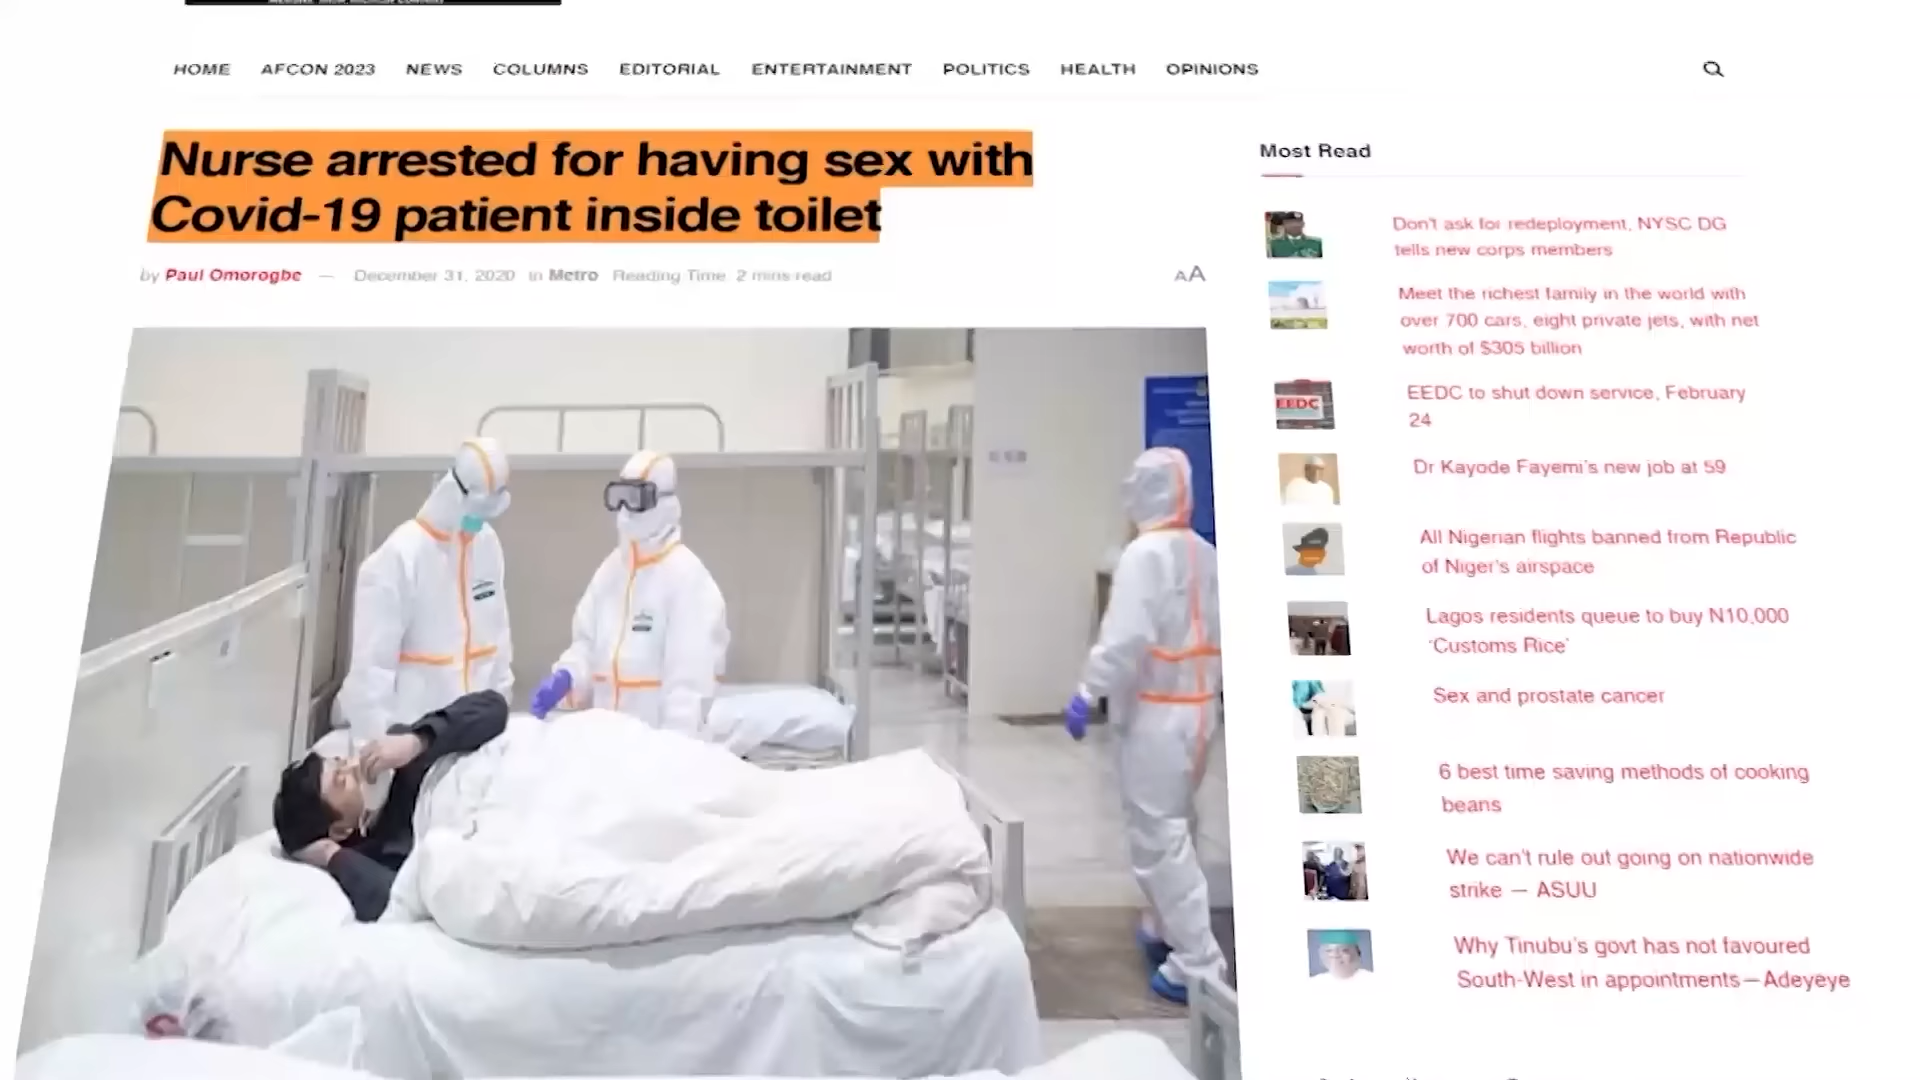 HOME AFCON 2023 NEWS COLUMNS EDITORIAL ENTERTAINMENT POLITICS HEALTH OPINIONS
Nurse arrested for having sex with
Covid-19 patient inside toilet
by Paul Omorogbe — December 31, 2020 in Metro Reading Time 2 mins read
AA
Most Read
Don't ask for redeployment, NYSC DG
tells new corps members
Meet the richest family in the world with
over 700 cars, eight private jets, with net
worth of $305 billion
EEDC
EEDC to shut down service, February
24
Dr Kayode Fayemi's new job at 59
All Nigerian flights banned from Republic
of Niger's airspace
Lagos residents queue to buy N10,000
'Customs Rice'
Sex and prostate cancer
6 best time saving methods of cooking
beans
We can't rule out going on nationwide
strike — ASUU
Why Tinubu's govt has not favoured
South-West in appointments—Adeyeye